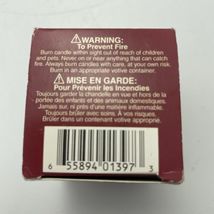 ⚠WARNING:
To Prevent Fire
Burn candle within sight out of reach of children
and pets. Never on or near anything that can catch
fire. Always burn candles with care, at your own risk.
Burn in an appropriate votive container.
⚠MISE EN GARDE:
Pour Prévenir les Incendies
Toujours garder la chandelle en vue et hors de la
portée des enfants et des animaux domestiques.
Jamais sur, ni près d'une matière inflammable.
Toujours brûler avec soins. À vos risques.
Brûler dans un contenant votive approprié.
6 55894 01397 3